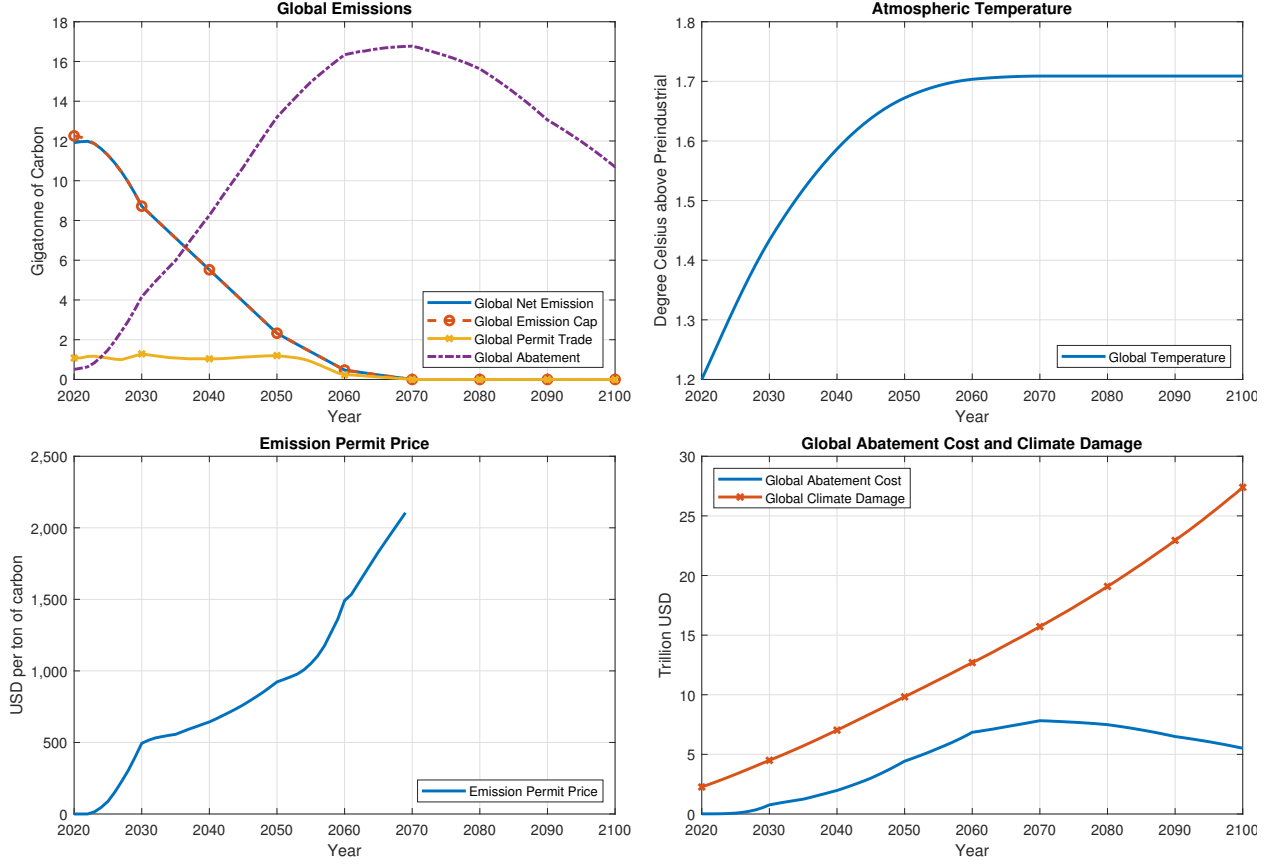 Global Emissions
18
16
14
12
10
8
6
4
2
0
Gigatonne of Carbon
Global Net Emission
Global Emission Cap
Global Permit Trade
Global Abatement
2020 2030 2040 2050 2060 2070 2080 2090 2100
Year
Atmospheric Temperature
1.8
1.7
1.6
1.5
1.4
1.3
1.2
Degree Celsius above Preindustrial
Global Temperature
2020 2030 2040 2050 2060 2070 2080 2090 2100
Year
Emission Permit Price
2,500
2,000
1,500
1,000
500
0
USD per ton of carbon
Emission Permit Price
2020 2030 2040 2050 2060 2070 2080 2090 2100
Year
Global Abatement Cost and Climate Damage
30
25
20
15
10
5
0
Trillion USD
Global Abatement Cost
Global Climate Damage
2020 2030 2040 2050 2060 2070 2080 2090 2100
Year